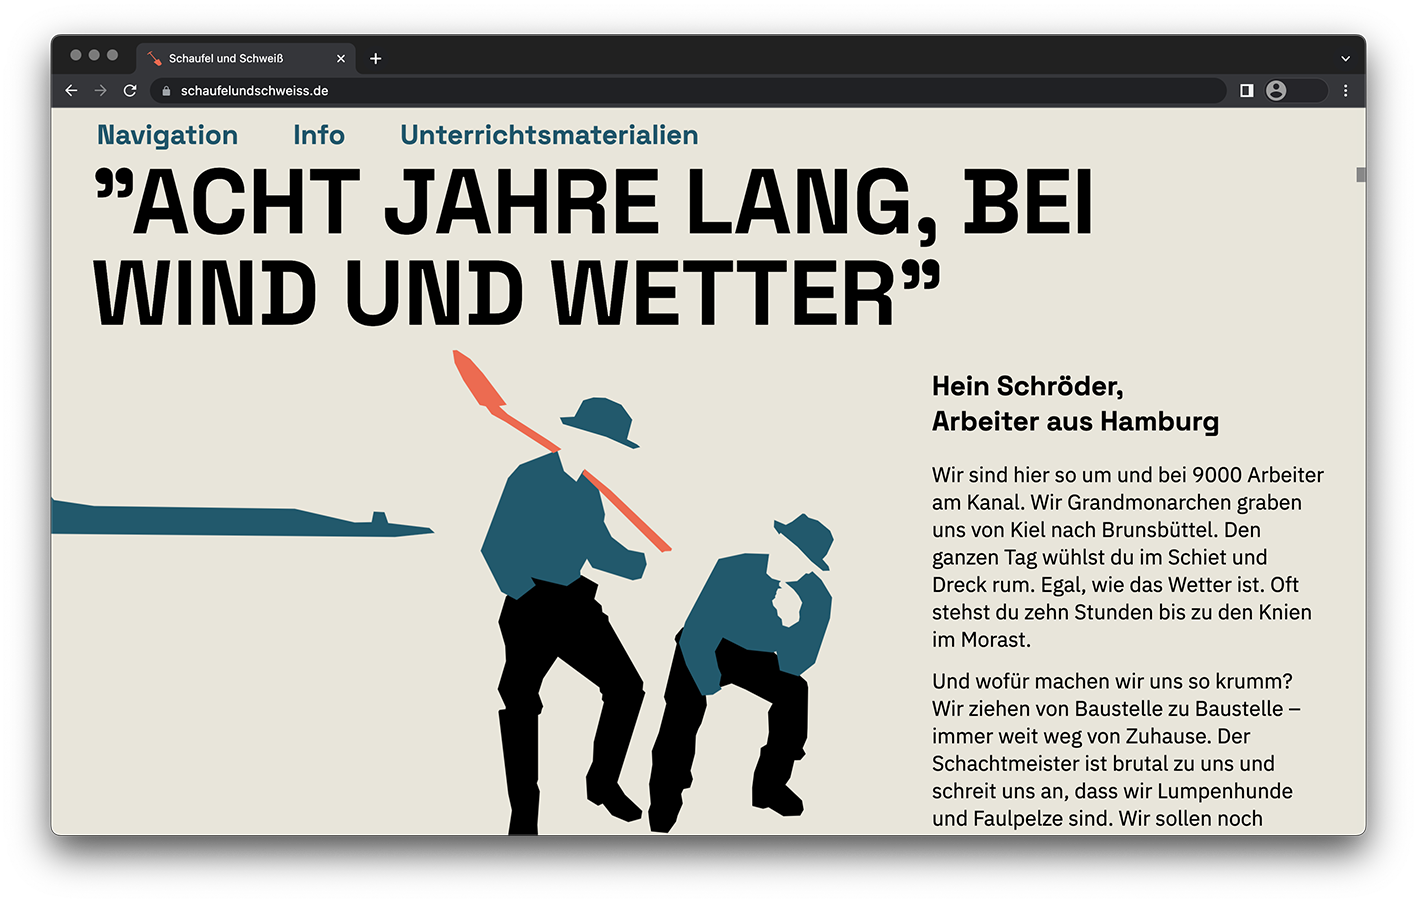 Schaufel und Schweiß
schaufelundschweiss.de
Navigation Info Unterrichtsmaterialien
”ACHT JAHRE LANG, BEI
WIND UND WETTER”
Hein Schröder,
Arbeiter aus Hamburg
Wir sind hier so um und bei 9000 Arbeiter
am Kanal. Wir Grandmonarchen graben
uns von Kiel nach Brunsbüttel. Den
ganzen Tag wühlst du im Schiet und
Dreck rum. Egal, wie das Wetter ist. Oft
stehst du zehn Stunden bis zu den Knien
im Morast.
Und wofür machen wir uns so krumm?
Wir ziehen von Baustelle zu Baustelle –
immer weit weg von Zuhause. Der
Schachtmeister ist brutal zu uns und
schreit uns an, dass wir Lumpenhunde
und Faulpelze sind. Wir sollen noch